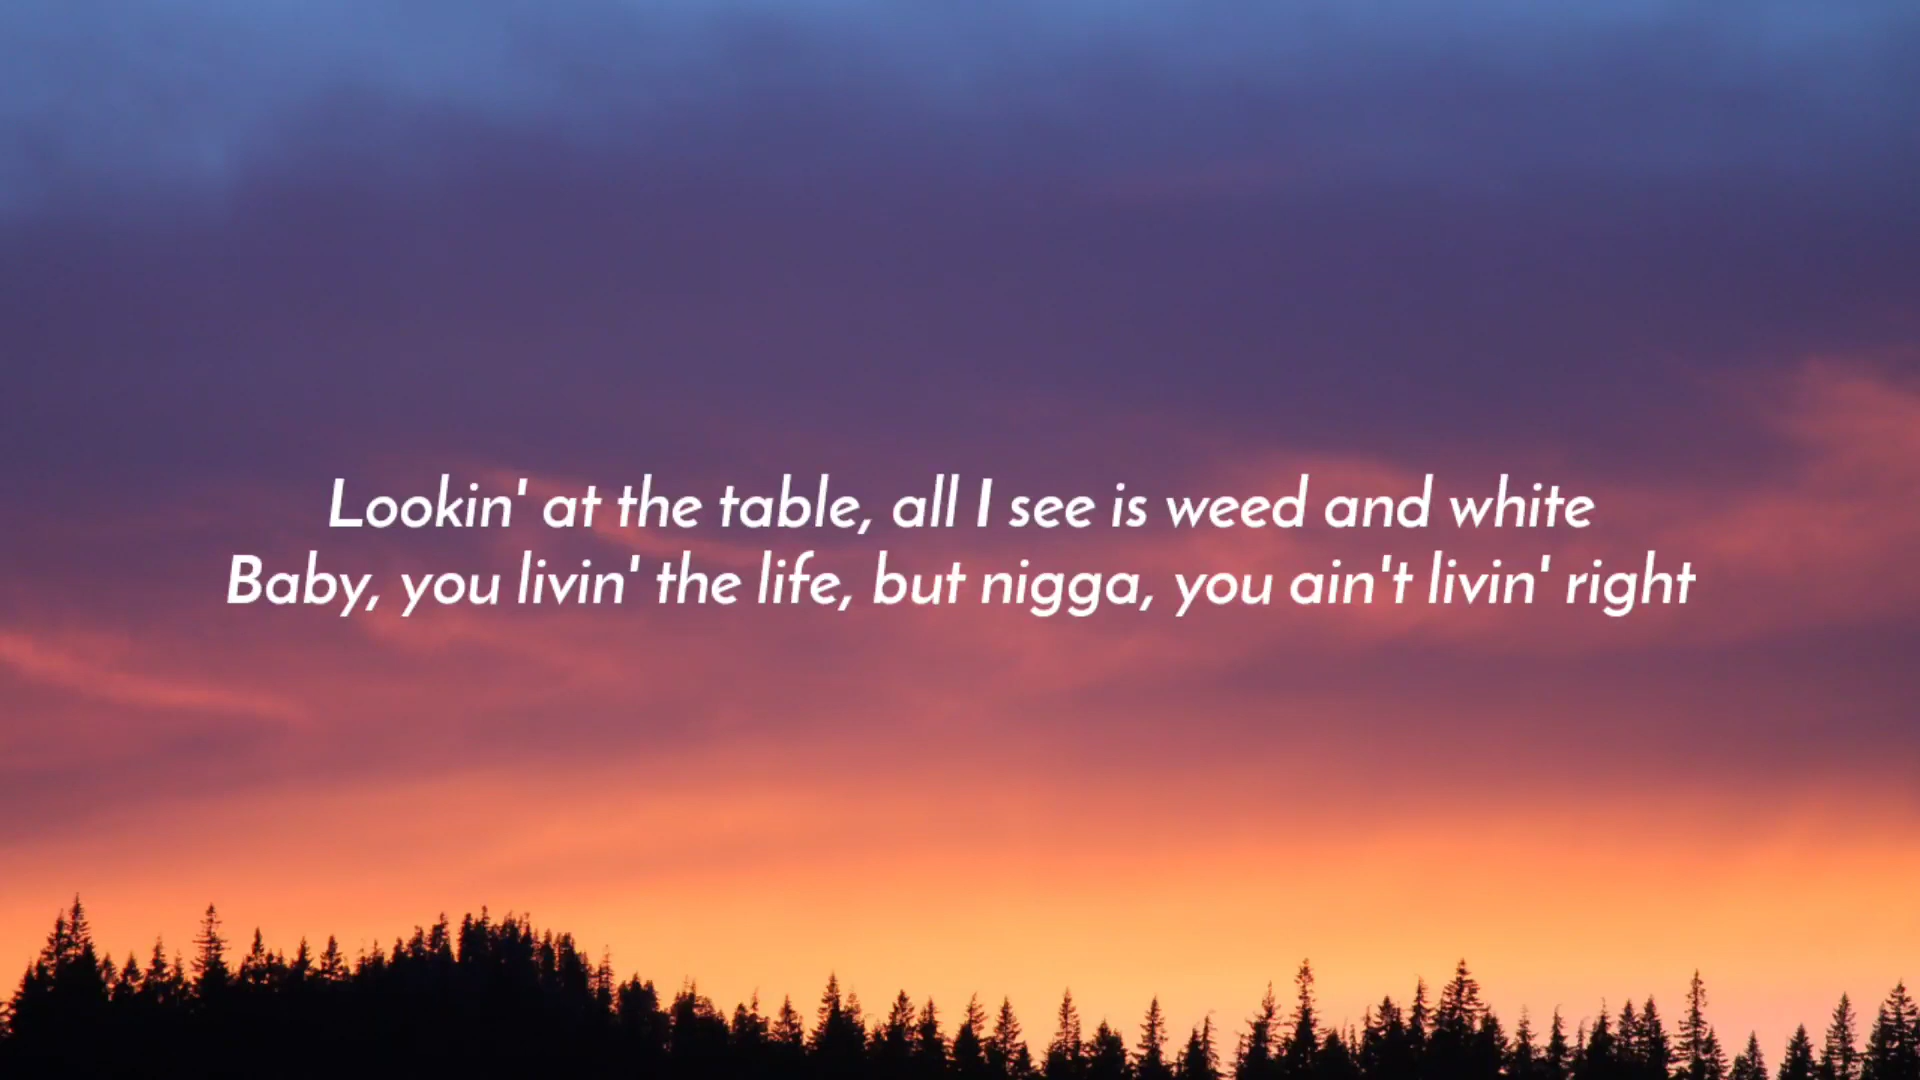 Lookin' at the table, all I see is weed and white
Baby, you livin' the life, but nigga, you ain't livin' right